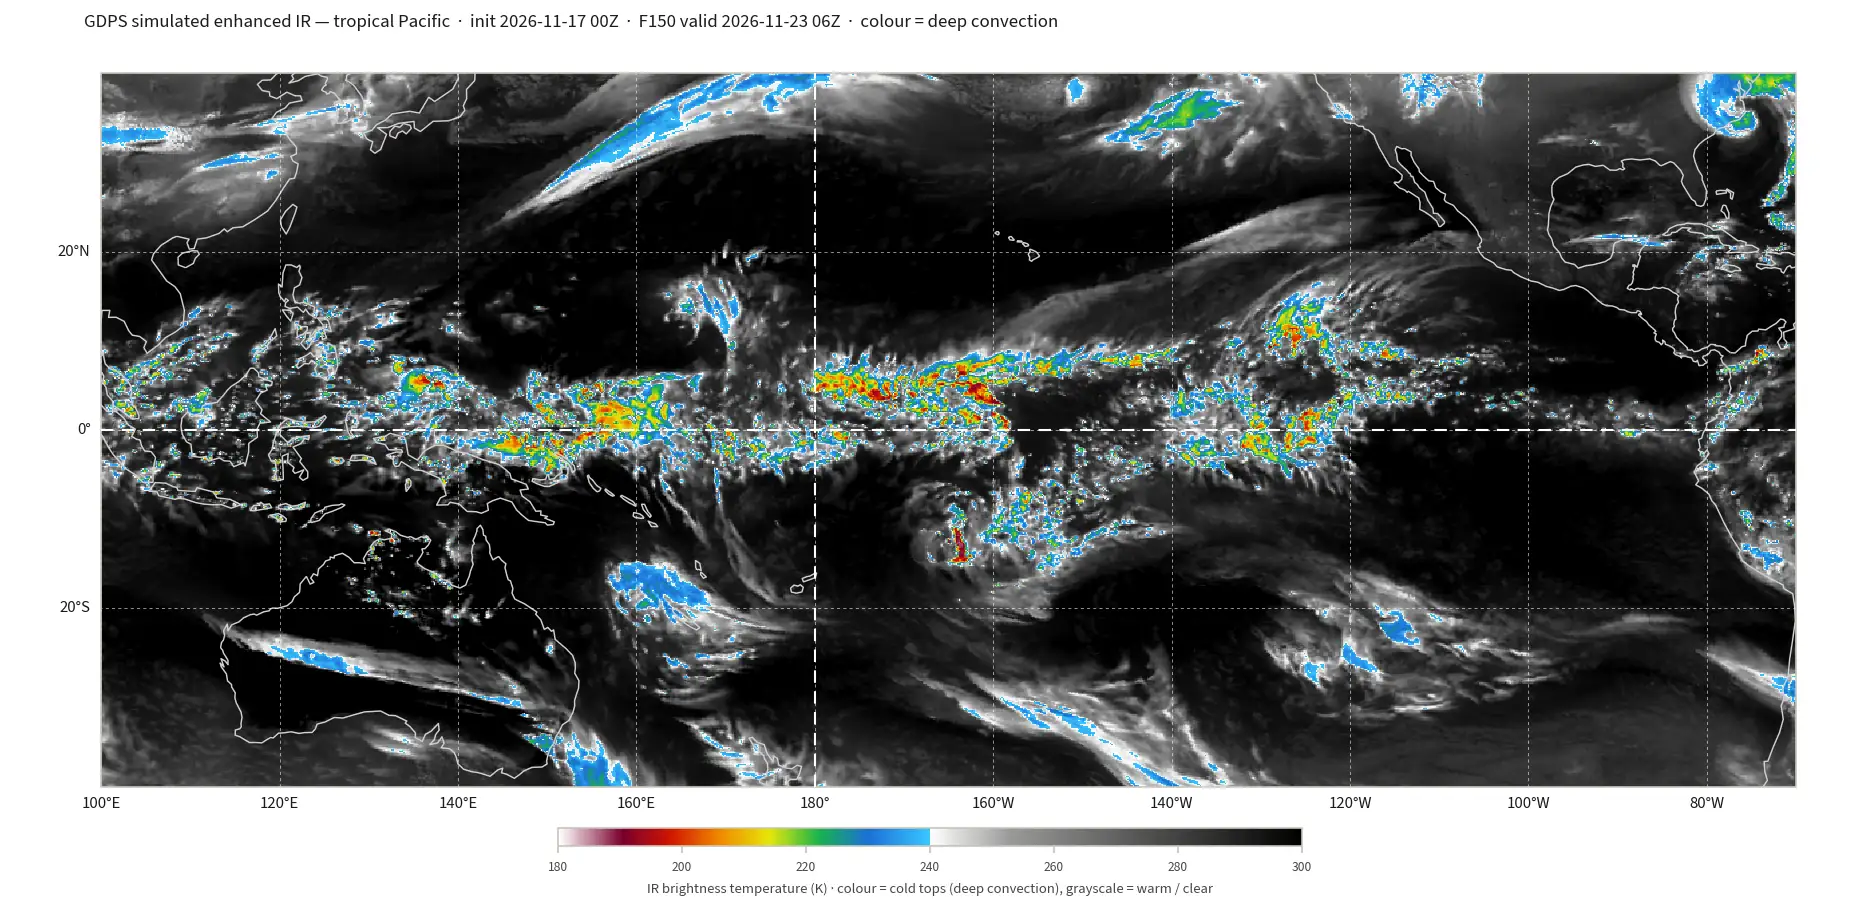 GDPS simulated enhanced IR — tropical Pacific · init 2026-11-17 00Z · F150 valid 2026-11-23 06Z · colour = deep convection
20°N
0°
20°S
100°E 120°E 140°E 160°E 180° 160°W 140°W 120°W 100°W 80°W
180 200 220 240 260 280 300
IR brightness temperature (K) · colour = cold tops (deep convection), grayscale = warm / clear